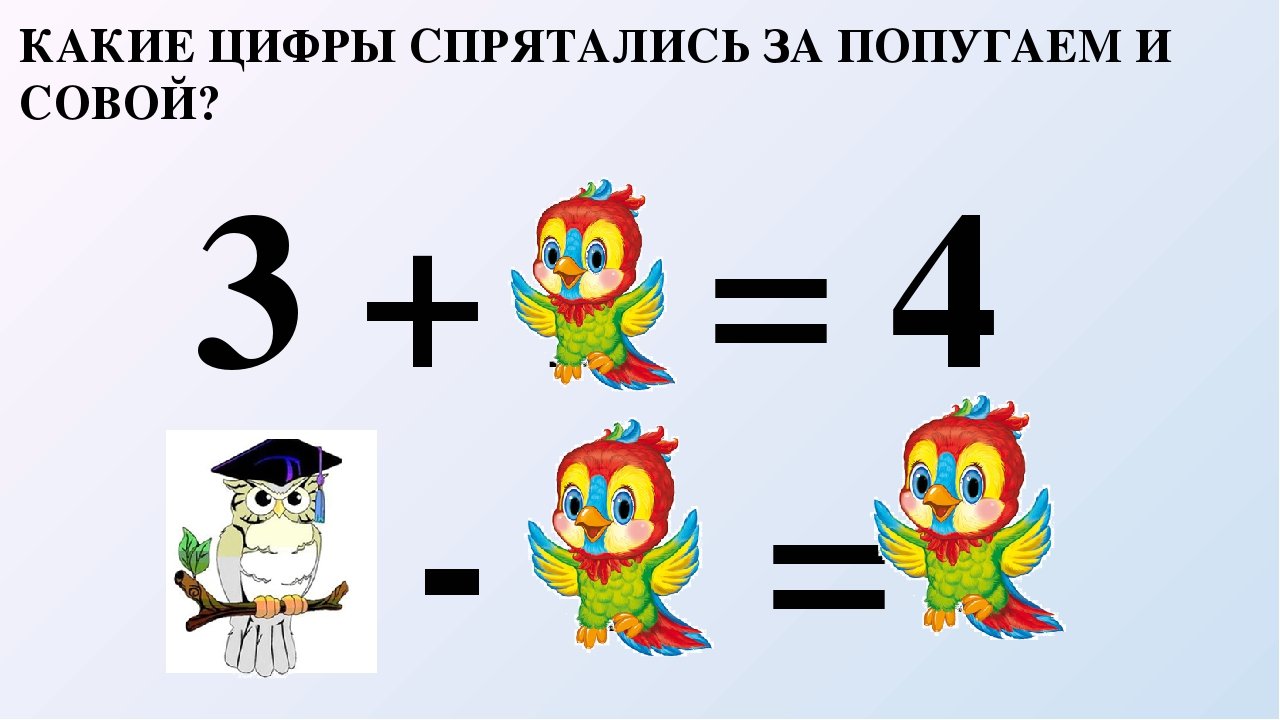 КАКИЕ ЦИФРЫ СПРЯТАЛИСЬ ЗА ПОПУГАЕМ И
СОВОЙ?
3 + = 4
- =